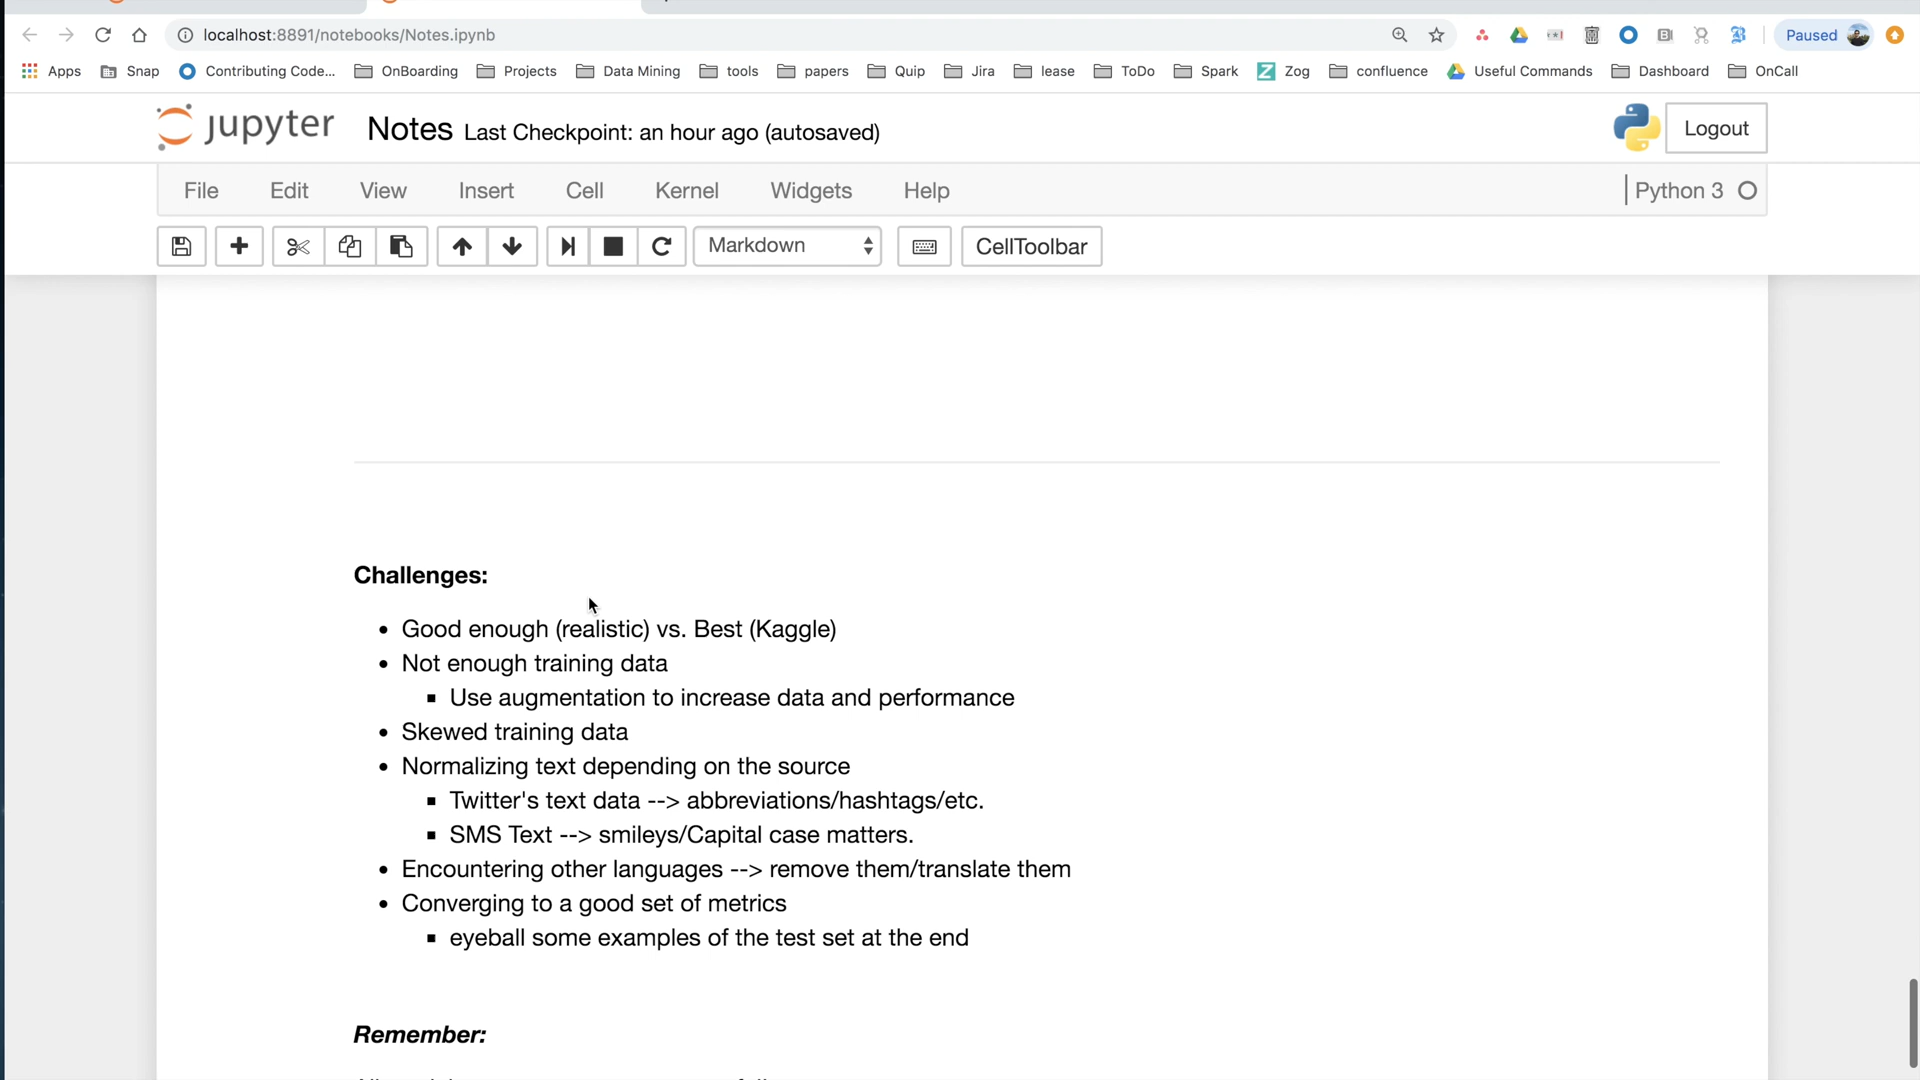 localhost:8891/notebooks/Notes.ipynb
Paused
Apps Snap Contributing Code... OnBoarding Projects Data Mining tools papers Quip Jira lease ToDo Spark Zog confluence Useful Commands Dashboard OnCall
jupyter Notes Last Checkpoint: an hour ago (autosaved) Logout
File Edit View Insert Cell Kernel Widgets Help Python 3
Markdown CellToolbar
Challenges:
Good enough (realistic) vs. Best (Kaggle)
Not enough training data
Use augmentation to increase data and performance
Skewed training data
Normalizing text depending on the source
Twitter's text data --> abbreviations/hashtags/etc.
SMS Text --> smileys/Capital case matters.
Encountering other languages --> remove them/translate them
Converging to a good set of metrics
eyeball some examples of the test set at the end
Remember: